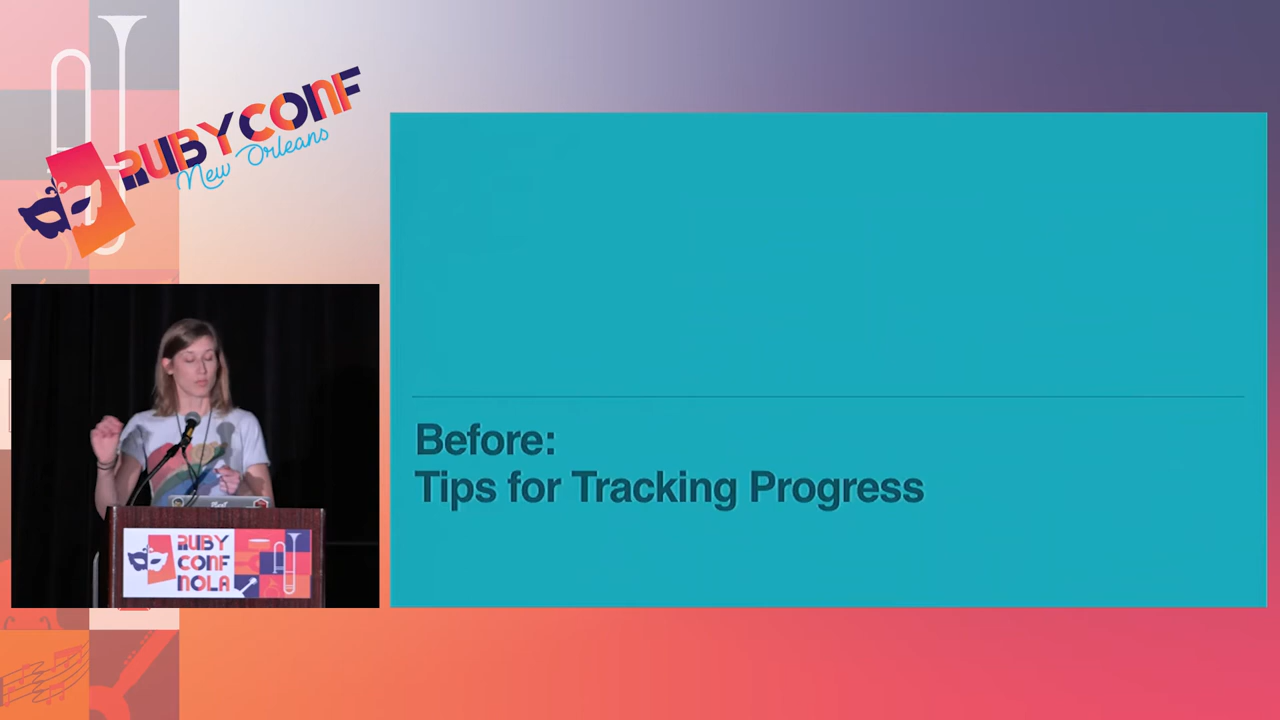 RUBYCONF
New Orleans
Before:
Tips for Tracking Progress
RUBY
CONF
NOLA